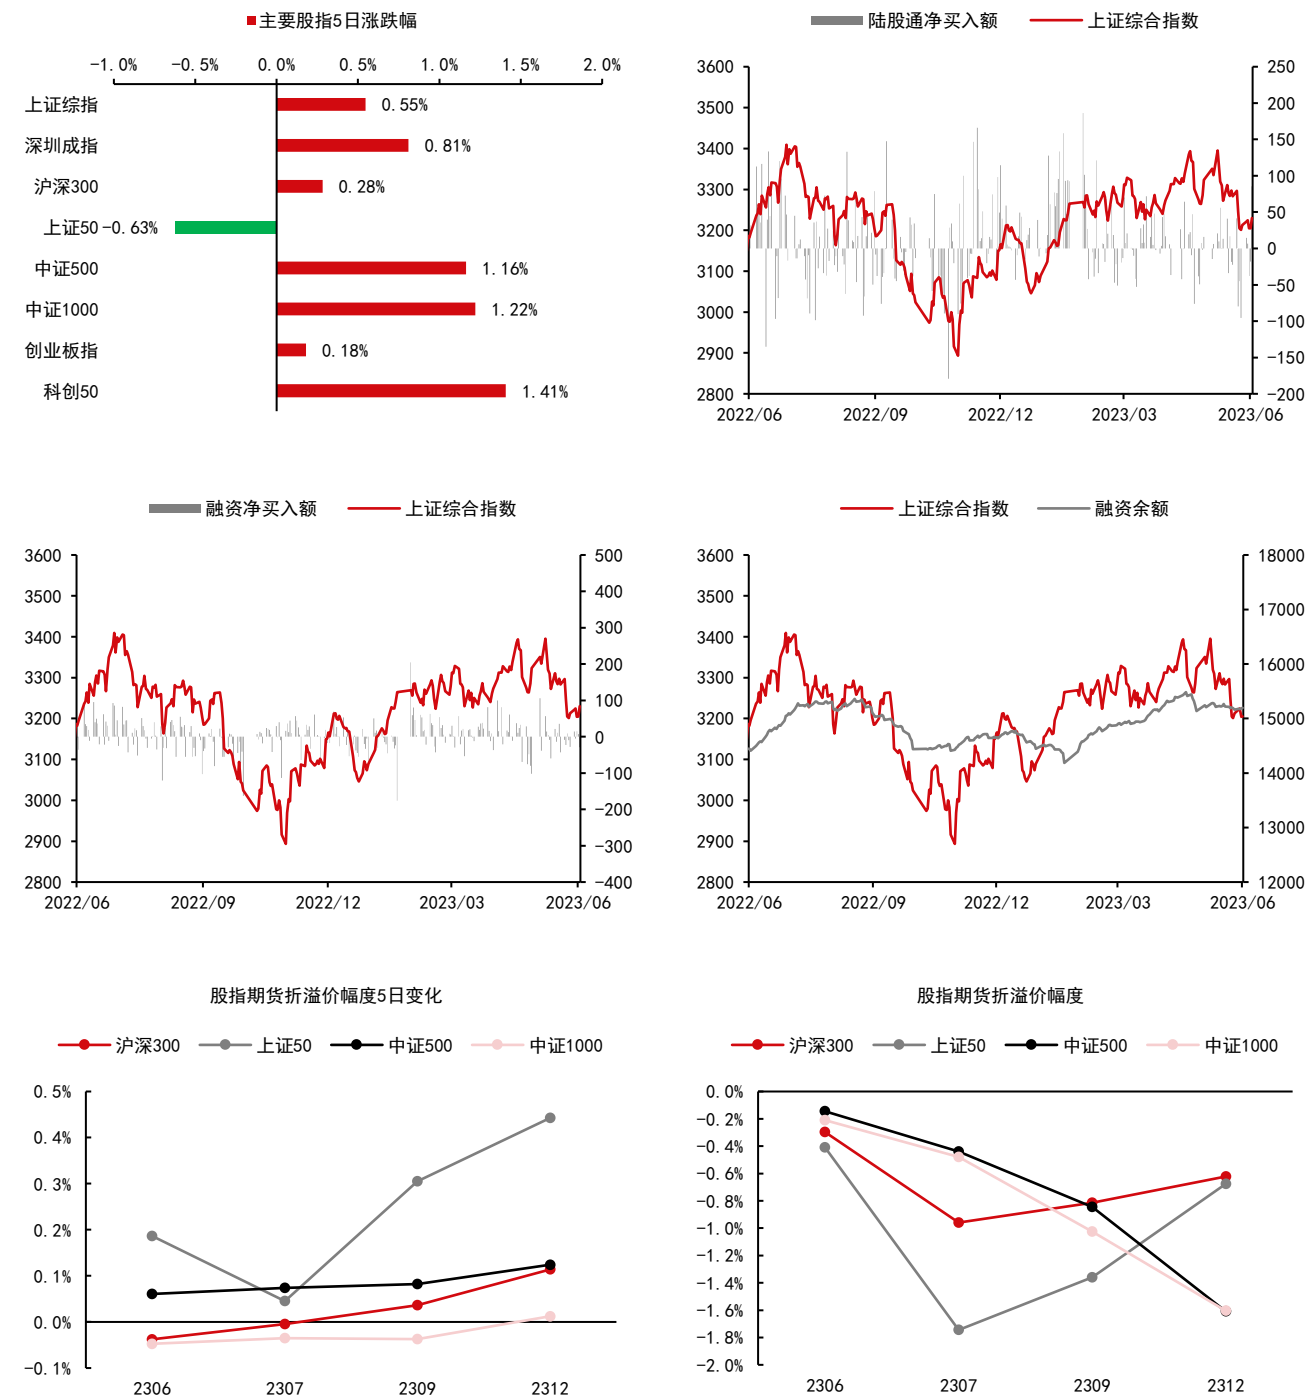 主要股指5日涨跌幅
-1.0% -0.5% 0.0% 0.5% 1.0% 1.5% 2.0%
上证综指 0.55%
深圳成指 0.81%
沪深300 0.28%
上证50 -0.63%
中证500 1.16%
中证1000 1.22%
创业板指 0.18%
科创50 1.41%
陆股通净买入额 上证综合指数
3600 250
3500 200
3400 150
3300 100
3200 50
3100 0
3000 -50
2900 -100
2800 -150
-200
2022/06 2022/09 2022/12 2023/03 2023/06
融资净买入额 上证综合指数
3600 500
3500 400
3400 300
3300 200
3200 100
3100 0
3000 -100
2900 -200
2800 -300
-400
2022/06 2022/09 2022/12 2023/03 2023/06
上证综合指数 融资余额
3600 18000
3500 17000
3400 16000
3300 15000
3200 14000
3100 13000
3000 12000
2900
2800
2022/06 2022/09 2022/12 2023/03 2023/06
股指期货折溢价幅度5日变化
沪深300 上证50 中证500 中证1000
0.5%
0.4%
0.3%
0.2%
0.1%
0.0%
-0.1%
2306 2307 2309 2312
股指期货折溢价幅度
沪深300 上证50 中证500 中证1000
0.0%
-0.2%
-0.4%
-0.6%
-0.8%
-1.0%
-1.2%
-1.4%
-1.6%
-1.8%
-2.0%
2306 2307 2309 2312